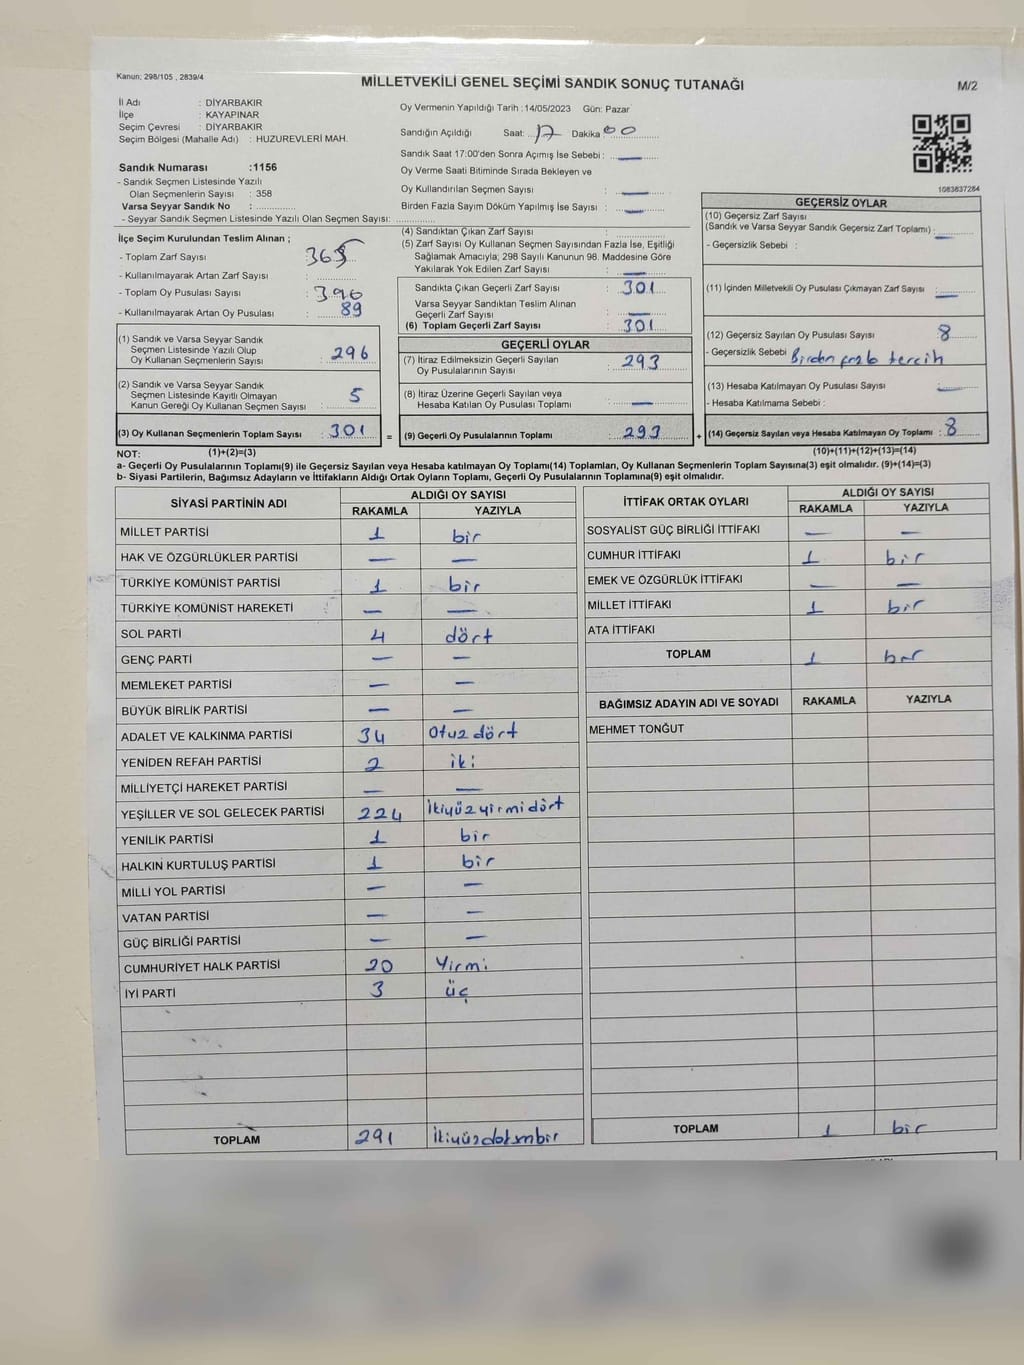 Kanun; 298/105 , 2839/4
MİLLETVEKİLİ GENEL SEÇİMİ SANDIK SONUÇ TUTANAĞI
M/2
İl Adı : DİYARBAKIR
İlçe : KAYAPINAR
Seçim Çevresi : DİYARBAKIR
Seçim Bölgesi (Mahalle Adı) : HUZUREVLERİ MAH.
Sandık Numarası :1156
- Sandık Seçmen Listesinde Yazılı
Olan Seçmenlerin Sayısı : 358
Varsa Seyyar Sandık No :
- Seyyar Sandık Seçmen Listesinde Yazılı Olan Seçmen Sayısı:
Oy Vermenin Yapıldığı Tarih :14/05/2023 Gün: Pazar
Sandığın Açıldığı Saat: 17 Dakika 00
Sandık Saat 17:00'den Sonra Açımış İse Sebebi : —
Oy Verme Saati Bitiminde Sırada Bekleyen ve
Oy Kullandırılan Seçmen Sayısı : —
Birden Fazla Sayım Döküm Yapılmış İse Sayısı : —
1083837284
İlçe Seçim Kurulundan Teslim Alınan ;
- Toplam Zarf Sayısı : 365
- Kullanılmayarak Artan Zarf Sayısı :
- Toplam Oy Pusulası Sayısı : 390
- Kullanılmayarak Artan Oy Pusulası : 89
(1) Sandık ve Varsa Seyyar Sandık
Seçmen Listesinde Yazılı Olup
Oy Kullanan Seçmenlerin Sayısı : 296
(2) Sandık ve Varsa Seyyar Sandık
Seçmen Listesinde Kayıtlı Olmayan
Kanun Gereği Oy Kullanan Seçmen Sayısı : 5
(3) Oy Kullanan Seçmenlerin Toplam Sayısı : 301
(4) Sandıktan Çıkan Zarf Sayısı :
(5) Zarf Sayısı Oy Kullanan Seçmen Sayısından Fazla İse, Eşitliği
Sağlamak Amacıyla; 298 Sayılı Kanunun 98. Maddesine Göre
Yakılarak Yok Edilen Zarf Sayısı : —
Sandıkta Çıkan Geçerli Zarf Sayısı : 301
Varsa Seyyar Sandıktan Teslim Alınan
Geçerli Zarf Sayısı : —
(6) Toplam Geçerli Zarf Sayısı : 301
GEÇERLİ OYLAR
(7) İtiraz Edilmeksizin Geçerli Sayılan
Oy Pusulalarının Sayısı : 293
(8) İtiraz Üzerine Geçerli Sayılan veya
Hesaba Katılan Oy Pusulası Toplamı : —
= (9) Geçerli Oy Pusulalarının Toplamı : 293
GEÇERSİZ OYLAR
(10) Geçersiz Zarf Sayısı
(Sandık ve Varsa Seyyar Sandık Geçersiz Zarf Toplamı) : —
- Geçersizlik Sebebi :
(11) İçinden Milletvekili Oy Pusulası Çıkmayan Zarf Sayısı : —
(12) Geçersiz Sayılan Oy Pusulası Sayısı : 8
- Geçersizlik Sebebi : Birden fazla tercih
(13) Hesaba Katılmayan Oy Pusulası Sayısı : —
- Hesaba Katılmama Sebebi :
+ (14) Geçersiz Sayılan veya Hesaba Katılmayan Oy Toplamı : 8
NOT: (1)+(2)=(3)
(10)+(11)+(12)+(13)=(14)
a- Geçerli Oy Pusulalarının Toplamı(9) ile Geçersiz Sayılan veya Hesaba katılmayan Oy Toplamı(14) Toplamları, Oy Kullanan Seçmenlerin Toplam Sayısına(3) eşit olmalıdır. (9)+(14)=(3)
b- Siyasi Partilerin, Bağımsız Adayların ve İttifakların Aldığı Ortak Oyların Toplamı, Geçerli Oy Pusulalarının Toplamına(9) eşit olmalıdır.
SİYASİ PARTİNİN ADI ALDIĞI OY SAYISI
RAKAMLA YAZIYLA
MİLLET PARTİSİ 1 bir
HAK VE ÖZGÜRLÜKLER PARTİSİ — —
TÜRKİYE KOMÜNİST PARTİSİ 1 bir
TÜRKİYE KOMÜNİST HAREKETİ — —
SOL PARTİ 4 dört
GENÇ PARTİ — —
MEMLEKET PARTİSİ — —
BÜYÜK BİRLİK PARTİSİ — —
ADALET VE KALKINMA PARTİSİ 34 Otuz dört
YENİDEN REFAH PARTİSİ 2 iki
MİLLİYETÇİ HAREKET PARTİSİ — —
YEŞİLLER VE SOL GELECEK PARTİSİ 224 İkiyüzyirmidört
YENİLİK PARTİSİ 1 bir
HALKIN KURTULUŞ PARTİSİ 1 bir
MİLLİ YOL PARTİSİ — —
VATAN PARTİSİ — —
GÜÇ BİRLİĞİ PARTİSİ — —
CUMHURİYET HALK PARTİSİ 20 Yirmi
İYİ PARTİ 3 üç
TOPLAM 291
İTTİFAK ORTAK OYLARI ALDIĞI OY SAYISI
RAKAMLA YAZIYLA
SOSYALİST GÜÇ BİRLİĞİ İTTİFAKI — —
CUMHUR İTTİFAKI 1 bir
EMEK VE ÖZGÜRLÜK İTTİFAKI — —
MİLLET İTTİFAKI 1 bir
ATA İTTİFAKI
TOPLAM 1 bir
BAĞIMSIZ ADAYIN ADI VE SOYADI RAKAMLA YAZIYLA
MEHMET TONĞUT
TOPLAM 1 bir